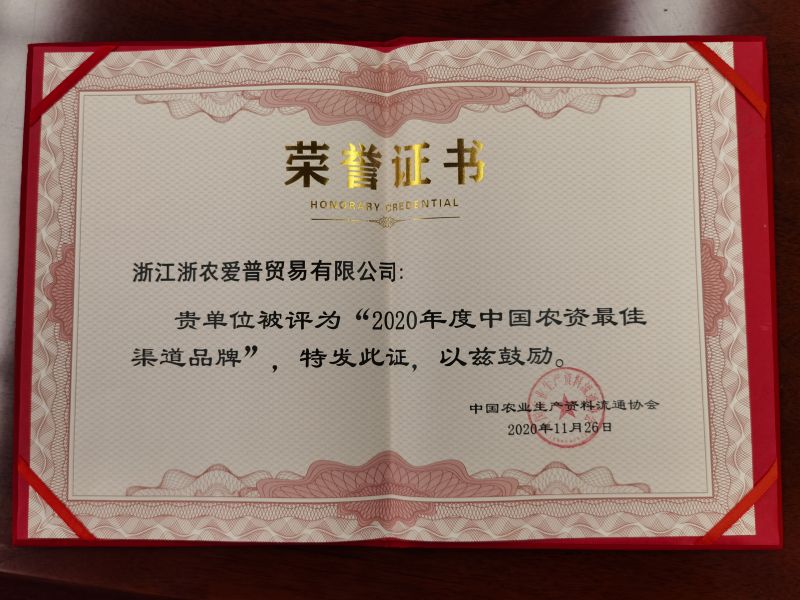 荣誉证书
HONORARY CREDENTIAL
浙江浙农爱普贸易有限公司:
贵单位被评为“2020年度中国农资最佳
渠道品牌”,特发此证,以兹鼓励。
中国农业生产资料流通协会
2020年11月26日